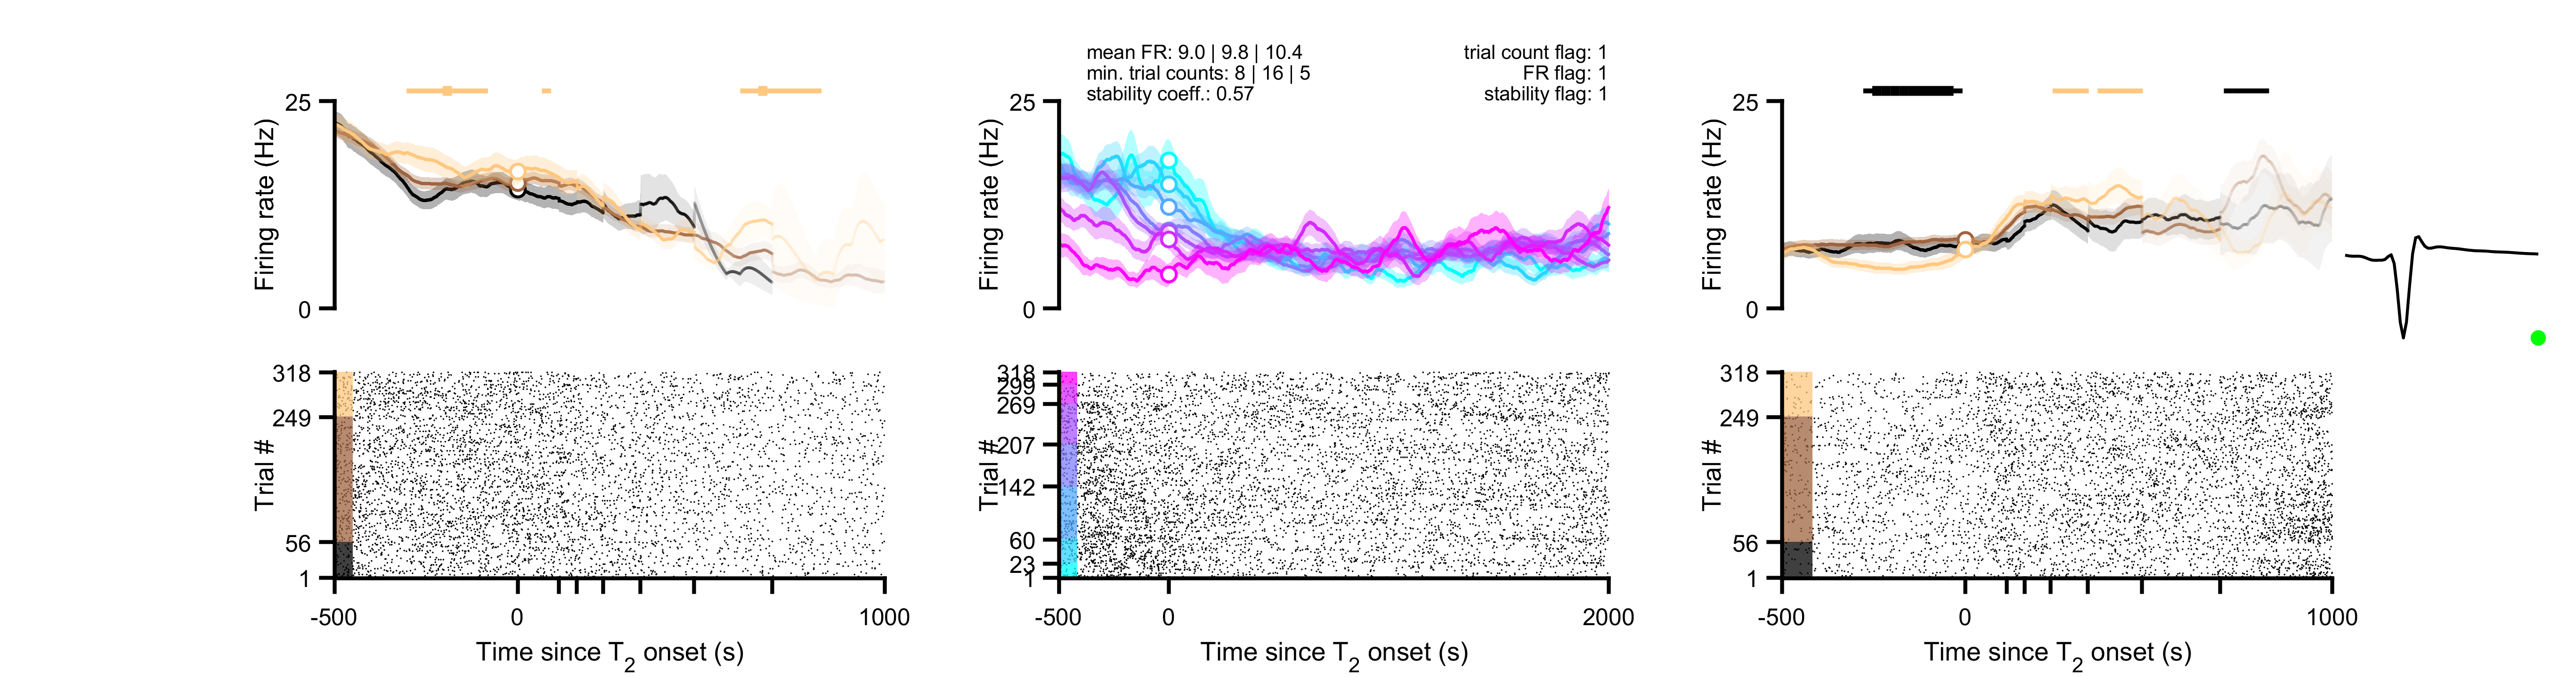 mean FR: 9.0 | 9.8 | 10.4
min. trial counts: 8 | 16 | 5
stability coeff.: 0.57
trial count flag: 1
FR flag: 1
stability flag: 1
25
Firing rate (Hz)
0
25
Firing rate (Hz)
0
25
Firing rate (Hz)
0
318
249
Trial #
56
1
-500
0
1000
Time since T2 onset (s)
318
299
269
207
Trial #
142
60
23
1
-500
0
2000
Time since T2 onset (s)
318
249
Trial #
56
1
-500
0
1000
Time since T2 onset (s)